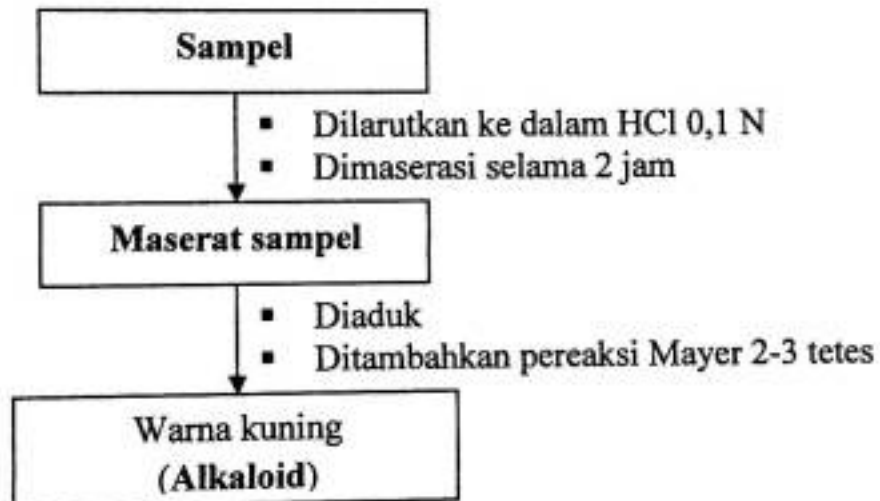 Sampel
▪ Dilarutkan ke dalam HCl 0,1 N
▪ Dimaserasi selama 2 jam
Maserat sampel
▪ Diaduk
▪ Ditambahkan pereaksi Mayer 2-3 tetes
Warna kuning
(Alkaloid)